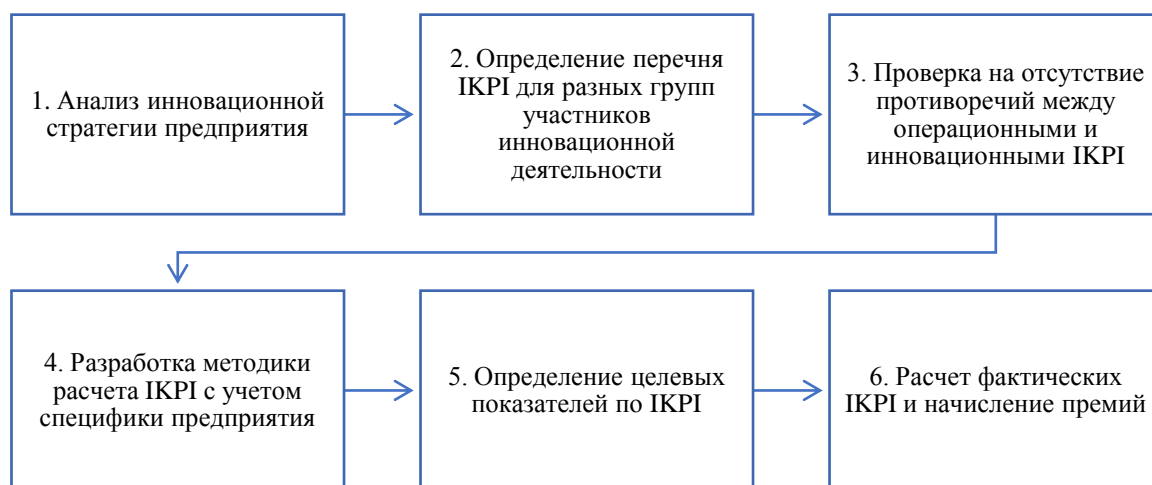 1. Анализ инновационной
стратегии предприятия
2. Определение перечня
IKPI для разных групп
участников
инновационной
деятельности
3. Проверка на отсутствие
противоречий между
операционными и
инновационными IKPI
4. Разработка методики
расчета IKPI с учетом
специфики предприятия
5. Определение целевых
показателей по IKPI
6. Расчет фактических
IKPI и начисление премий